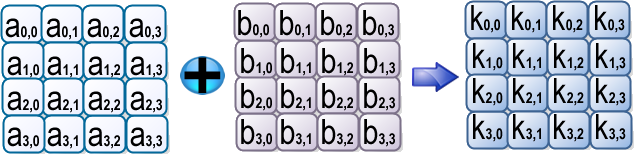 a0,0 a0,1 a0,2 a0,3 b0,0 b0,1 b0,2 b0,3 k0,0 k0,1 k0,2 k0,3
a1,0 a1,1 a1,2 a1,3 + b1,0 b1,1 b1,2 b1,3 k1,0 k1,1 k1,2 k1,3
a2,0 a2,1 a2,2 a2,3 b2,0 b2,1 b2,2 b2,3 k2,0 k2,1 k2,2 k2,3
a3,0 a3,1 a3,2 a3,3 b3,0 b3,1 b3,2 b3,3 k3,0 k3,1 k3,2 k3,3